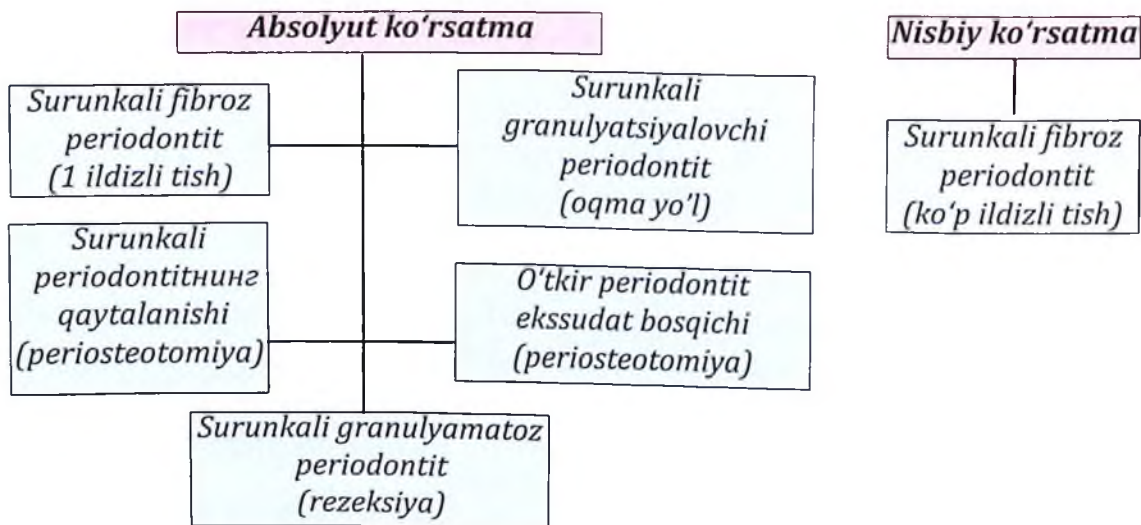 Absolyut ko‘rsatma
Nisbiy ko‘rsatma
Surunkali fibroz
periodontit
(1 ildizli tish)
Surunkali
granulyatsiyalovchi
periodontit
(oqma yo'l)
Surunkali fibroz
periodontit
(ko‘p ildizli tish)
Surunkali
periodontitнинг
qaytalanishi
(periosteotomiya)
O‘tkir periodontit
ekssudat bosqichi
(periosteotomiya)
Surunkali granulyamatoz
periodontit
(rezeksiya)